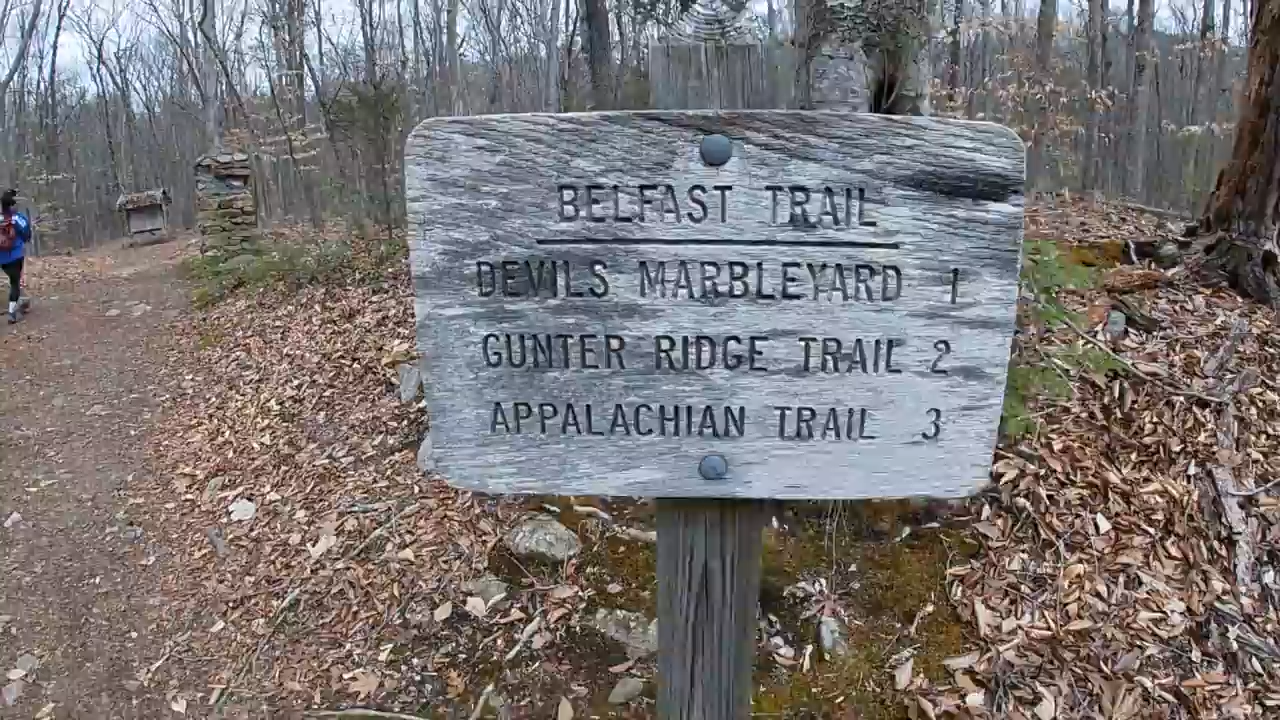 BELFAST TRAIL
DEVILS MARBLEYARD 1
GUNTER RIDGE TRAIL 2
APPALACHIAN TRAIL 3